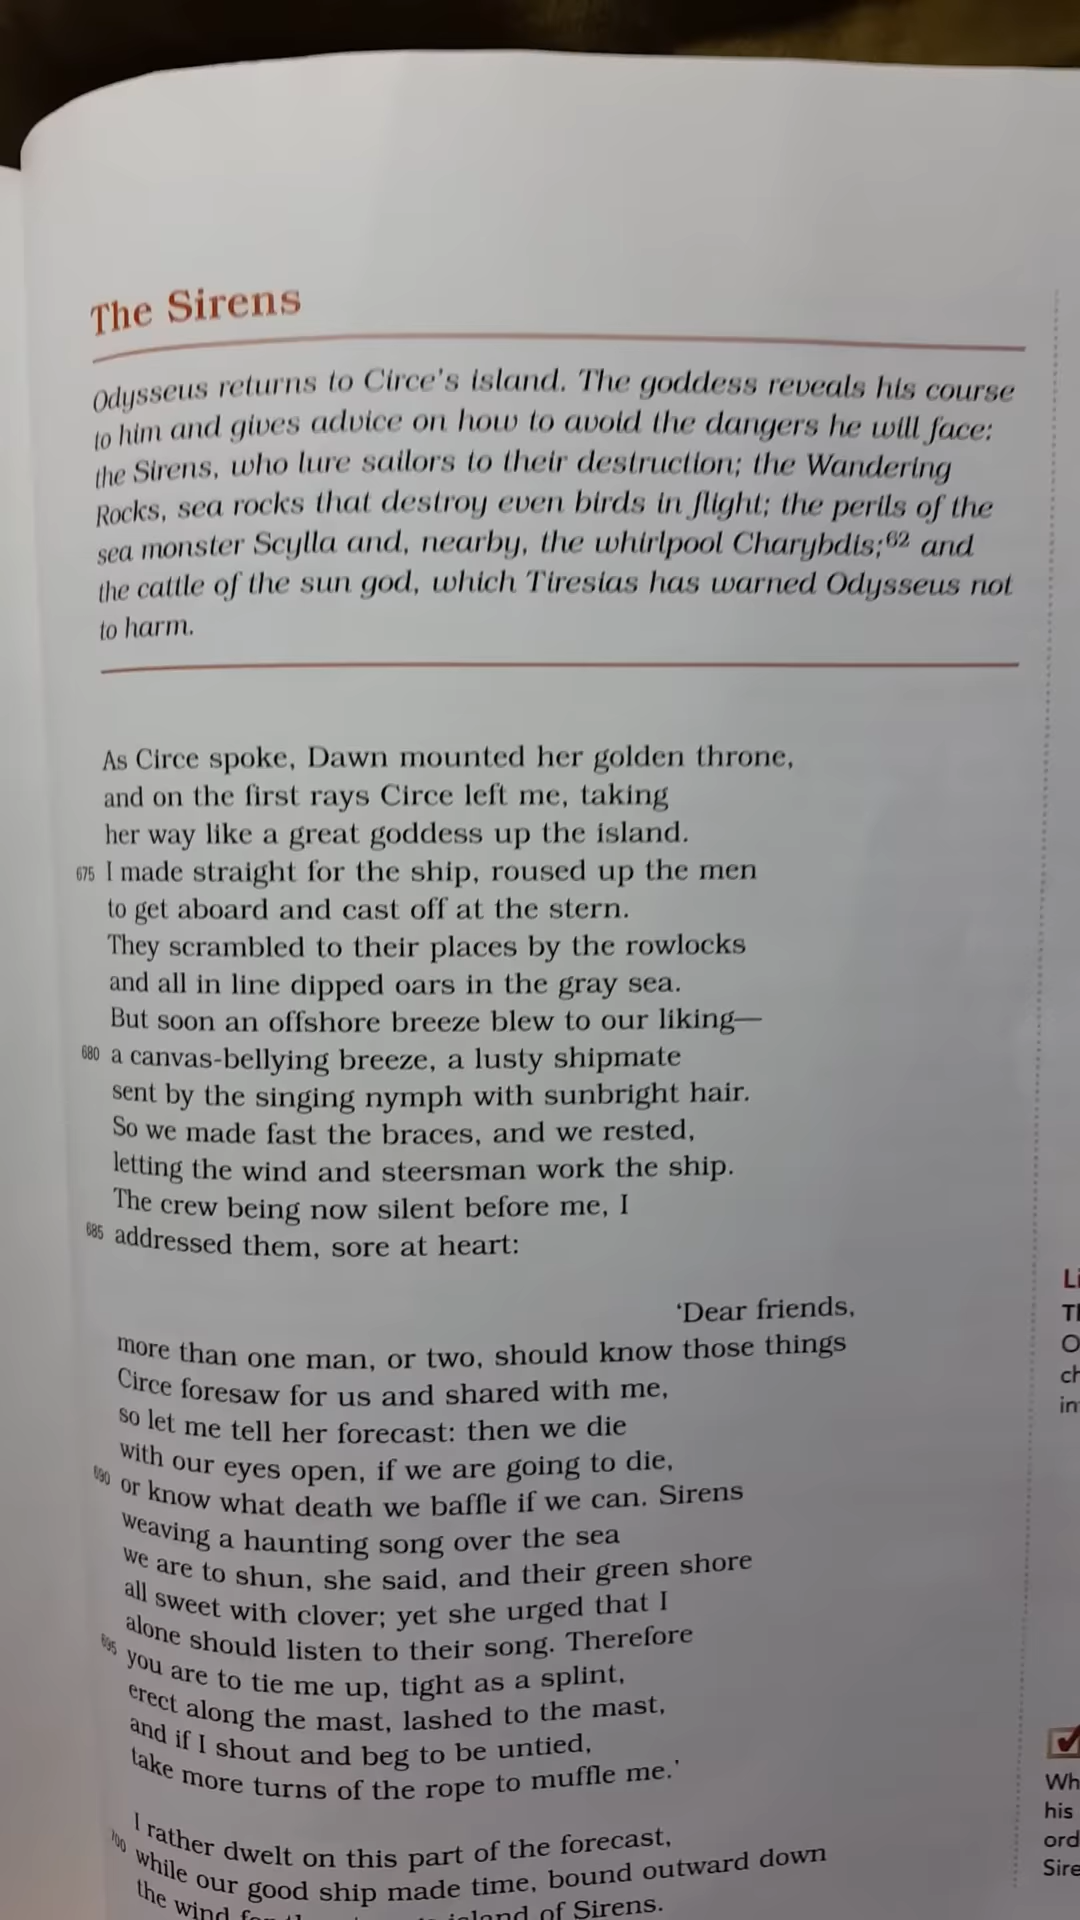 The Sirens
Odysseus returns to Circe's island. The goddess reveals his course
to him and gives advice on how to avoid the dangers he will face:
the Sirens, who lure sailors to their destruction; the Wandering
Rocks, sea rocks that destroy even birds in flight; the perils of the
sea monster Scylla and, nearby, the whirlpool Charybdis;62 and
the cattle of the sun god, which Tiresias has warned Odysseus not
to harm.
As Circe spoke, Dawn mounted her golden throne,
and on the first rays Circe left me, taking
her way like a great goddess up the island.
675 I made straight for the ship, roused up the men
to get aboard and cast off at the stern.
They scrambled to their places by the rowlocks
and all in line dipped oars in the gray sea.
But soon an offshore breeze blew to our liking—
680 a canvas-bellying breeze, a lusty shipmate
sent by the singing nymph with sunbright hair.
So we made fast the braces, and we rested,
letting the wind and steersman work the ship.
The crew being now silent before me, I
685 addressed them, sore at heart:
'Dear friends,
more than one man, or two, should know those things
Circe foresaw for us and shared with me,
so let me tell her forecast: then we die
with our eyes open, if we are going to die,
690 or know what death we baffle if we can. Sirens
weaving a haunting song over the sea
we are to shun, she said, and their green shore
all sweet with clover; yet she urged that I
alone should listen to their song. Therefore
695 you are to tie me up, tight as a splint,
erect along the mast, lashed to the mast,
and if I shout and beg to be untied,
take more turns of the rope to muffle me.'
I rather dwelt on this part of the forecast,
700 while our good ship made time, bound outward down
the wind for island of Sirens.
Li
Th
O
ch
in
Wh
his
ord
Sire